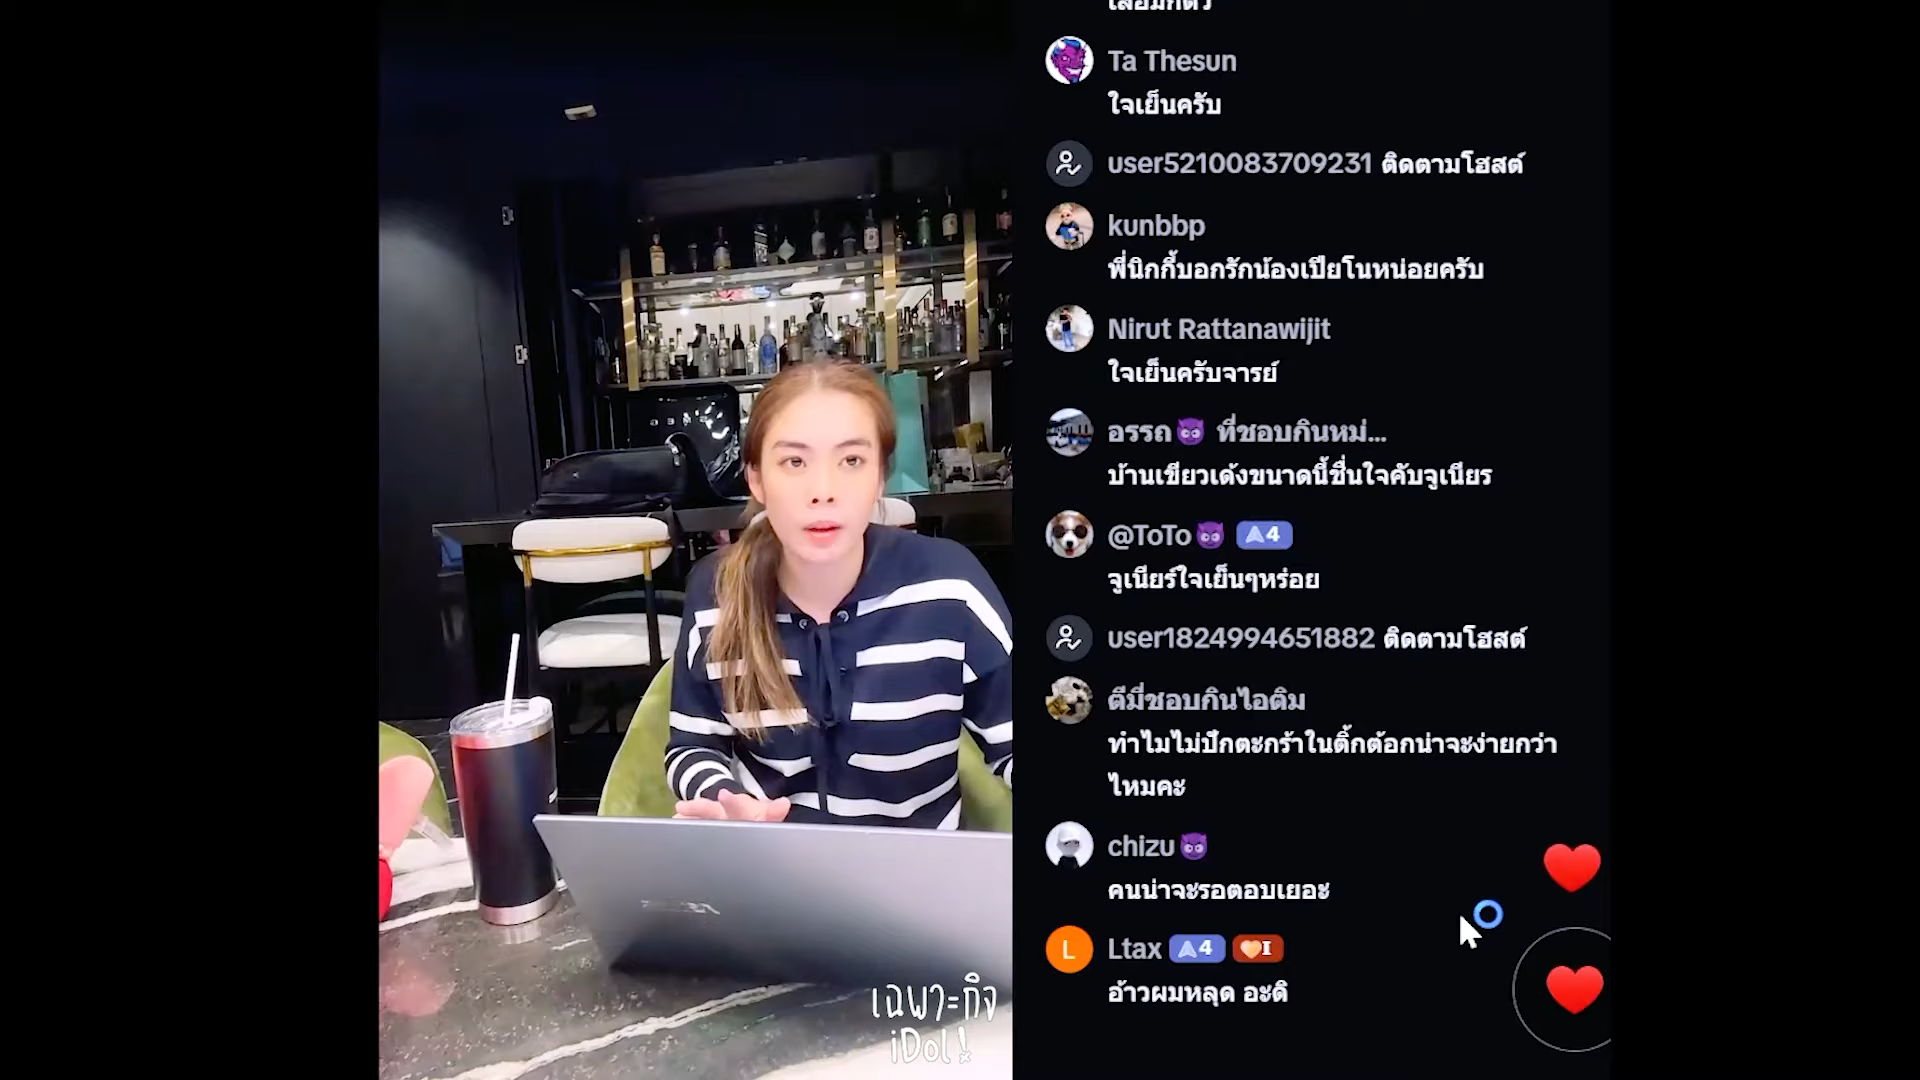 Ta Thesun
ใจเย็นครับ
user5210083709231 ติดตามโฮสต์
kunbbp
พี่นิกกี้บอกรักน้องเปียโนหน่อยครับ
Nirut Rattanawijit
ใจเย็นครับจารย์
อรรถ😈 ที่ชอบกินหม่...
บ้านเขียวเด้งขนาดนี้ชื่นใจคับจูเนียร
@ToTo😈 4
จูเนียร์ใจเย็นๆหร่อย
user1824994651882 ติดตามโฮสต์
ตีมี่ชอบกินไอติม
ทำไมไม่ปักตะกร้าในติ้กต้อกน่าจะง่ายกว่า
ไหมคะ
chizu😈
คนน่าจะรอตอบเยอะ
L Ltax 4 I
อ้าวผมหลุด อะดิ
เฉพาะกิจ
iDol!